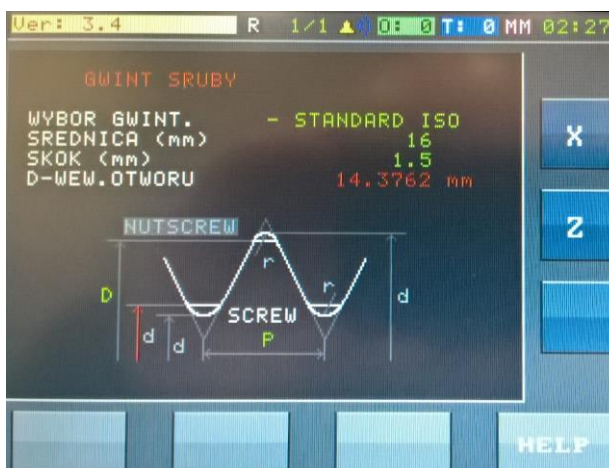 Ver: 3.4 R 1/1 O: 0 T: 0 MM 02:27
GWINT SRUBY
WYBOR GWINT. - STANDARD ISO
SREDNICA (mm) 16
SKOK (mm) 1.5
D-WEW.OTWORU 14.3762 mm
X
Z
NUTSCREW
r
r
D
SCREW
d
d
d
P
HELP